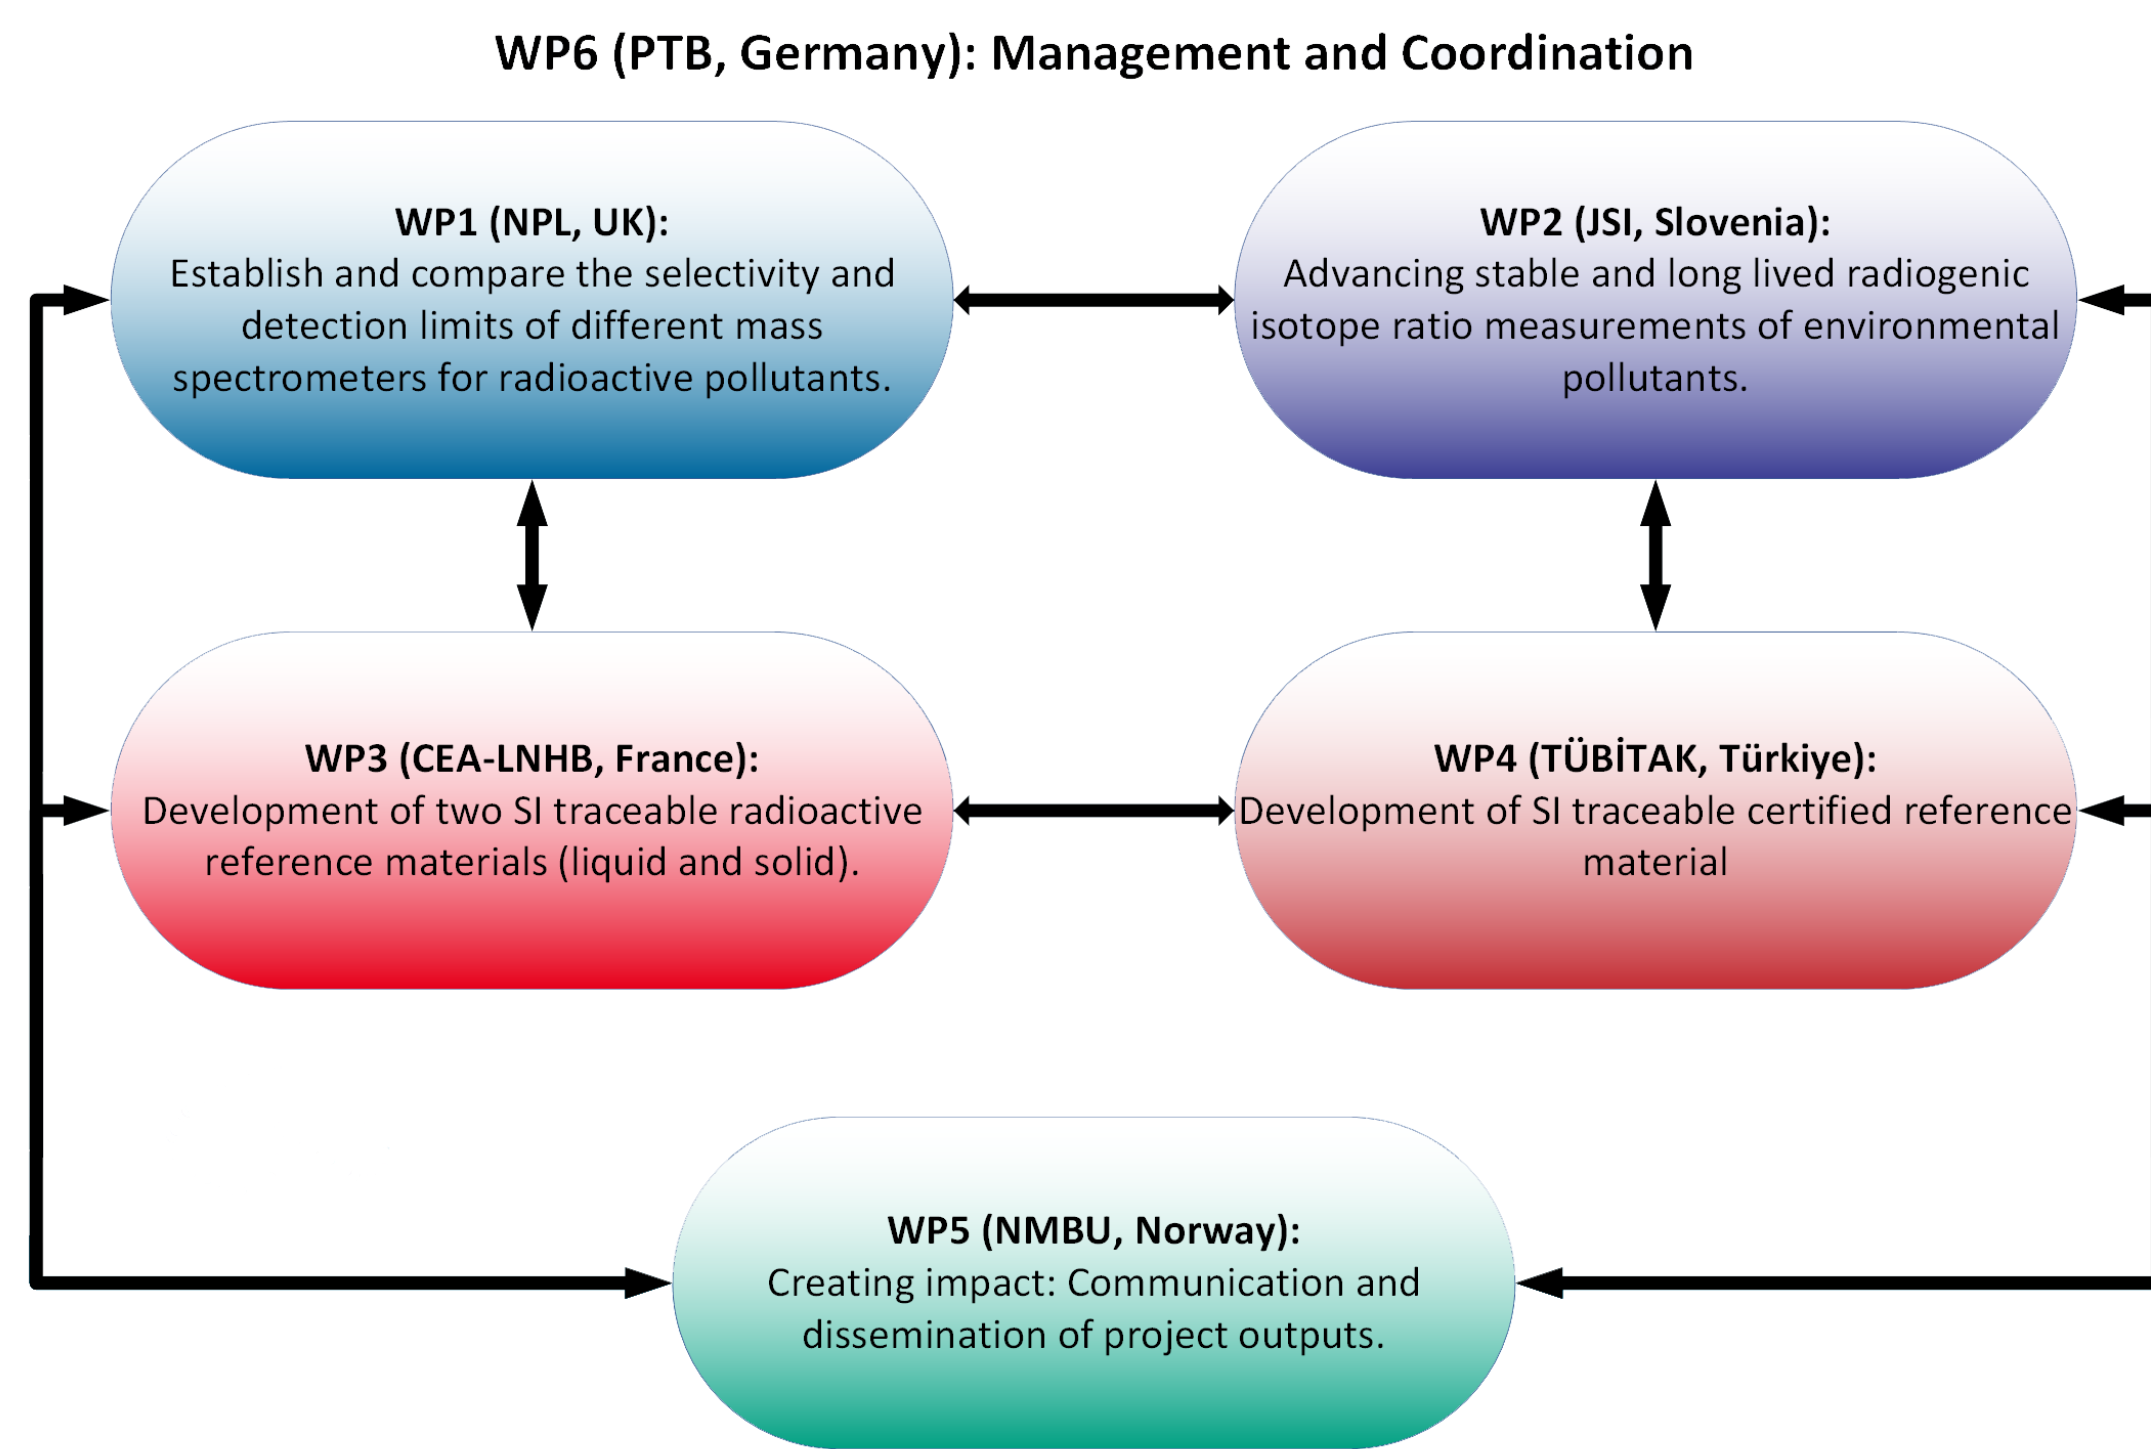 WP6 (PTB, Germany): Management and Coordination
WP1 (NPL, UK):
Establish and compare the selectivity and
detection limits of different mass
spectrometers for radioactive pollutants.
WP2 (JSI, Slovenia):
Advancing stable and long lived radiogenic
isotope ratio measurements of environmental
pollutants.
WP3 (CEA-LNHB, France):
Development of two SI traceable radioactive
reference materials (liquid and solid).
WP4 (TÜBİTAK, Türkiye):
Development of SI traceable certified reference
material
WP5 (NMBU, Norway):
Creating impact: Communication and
dissemination of project outputs.